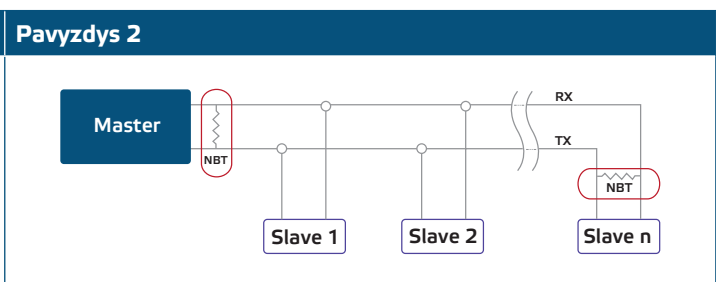 Pavyzdys 2
RX
Master
TX
NBT
NBT
Slave 1
Slave 2
Slave n